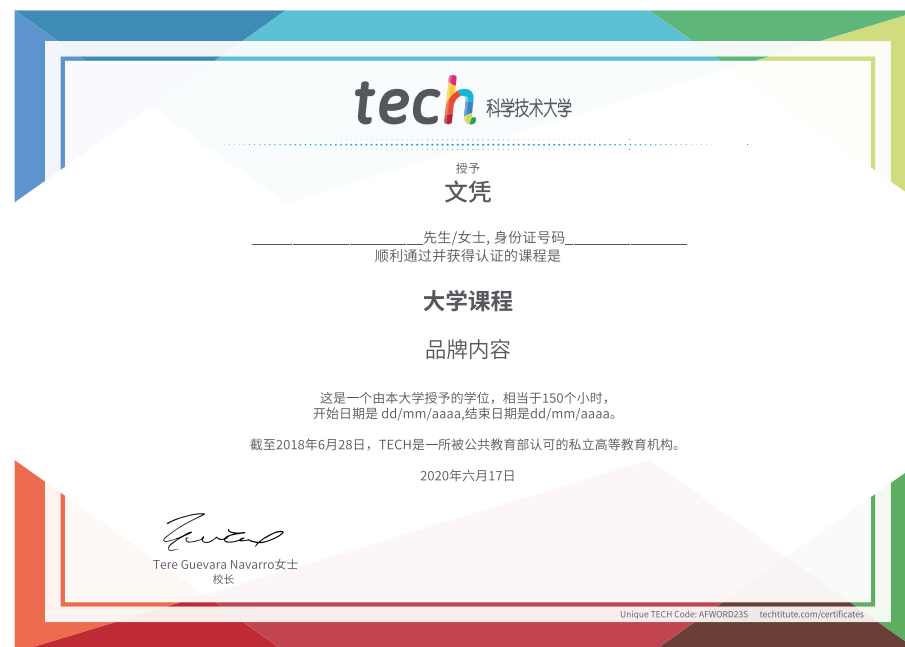 tech 科学技术大学
授予
文凭
____________________先生/女士, 身份证号码______________
顺利通过并获得认证的课程是
大学课程
品牌内容
这是一个由本大学授予的学位，相当于150个小时，
开始日期是 dd/mm/aaaa,结束日期是dd/mm/aaaa。
截至2018年6月28日，TECH是一所被公共教育部认可的私立高等教育机构。
2020年六月17日
Tere Guevara Navarro女士
校长
Unique TECH Code: AFWORD23S techtitute.com/certificates